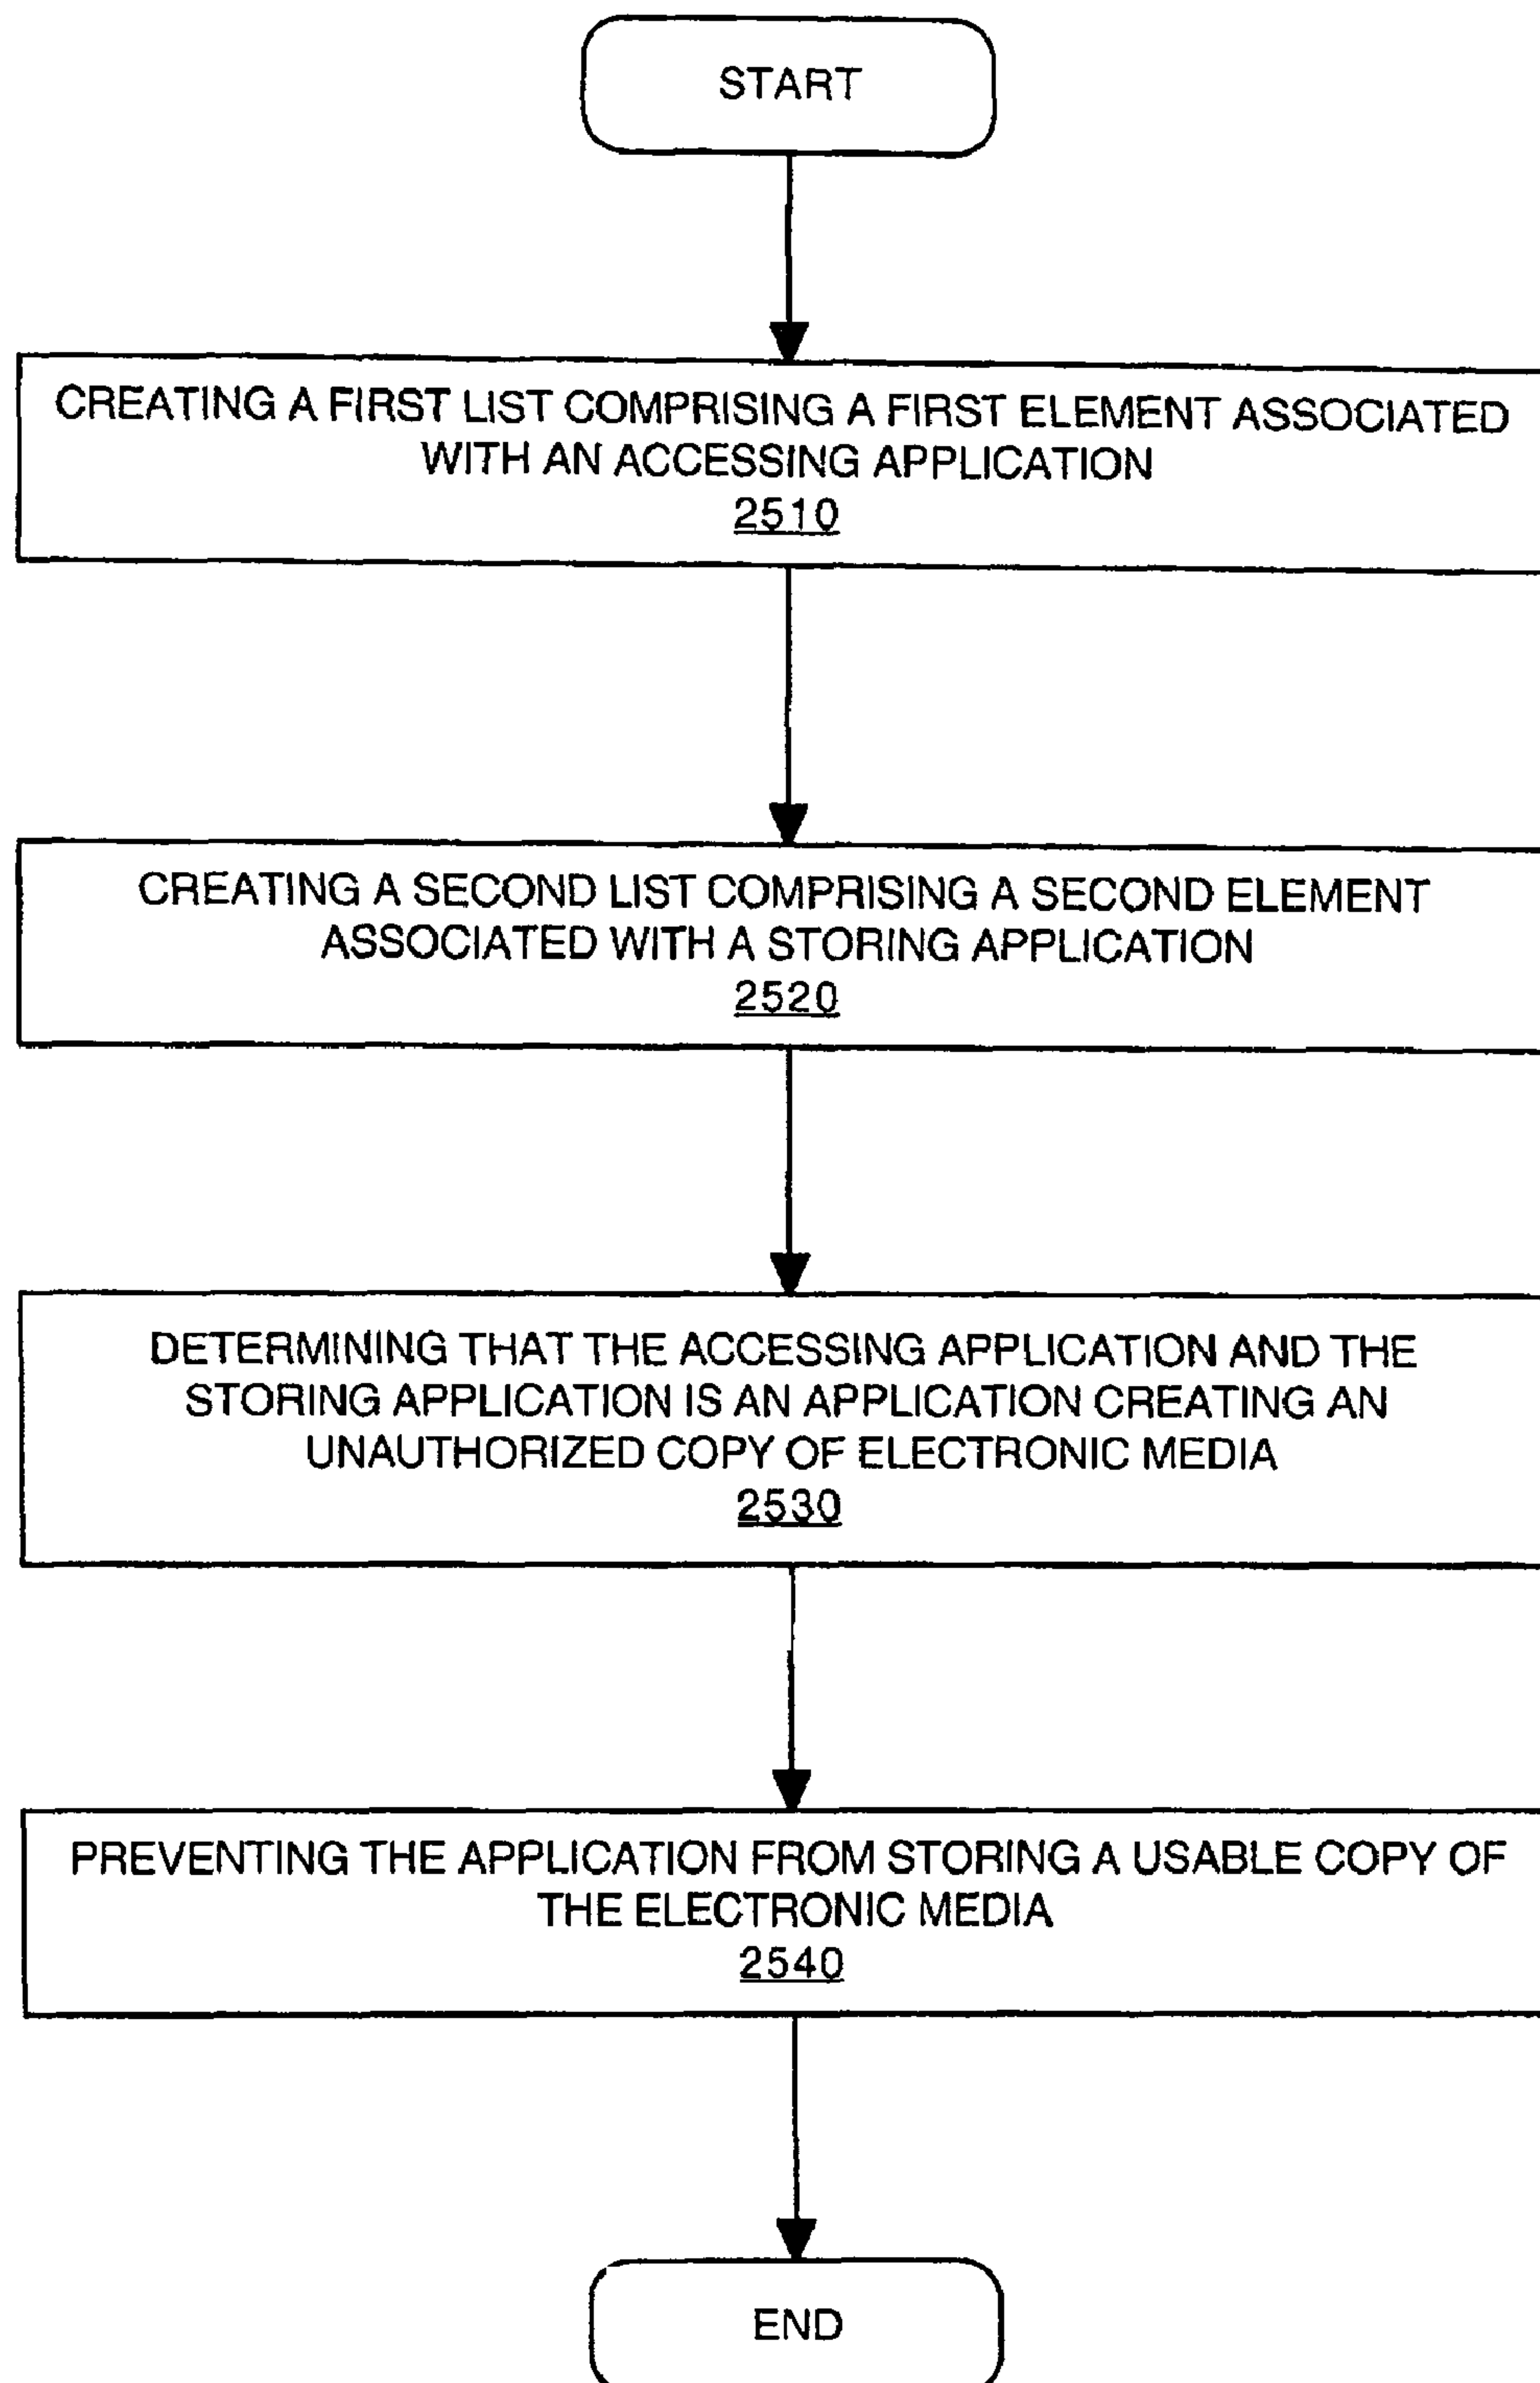 START
CREATING A FIRST LIST COMPRISING A FIRST ELEMENT ASSOCIATED
WITH AN ACCESSING APPLICATION
2510
CREATING A SECOND LIST COMPRISING A SECOND ELEMENT
ASSOCIATED WITH A STORING APPLICATION
2520
DETERMINING THAT THE ACCESSING APPLICATION AND THE
STORING APPLICATION IS AN APPLICATION CREATING AN
UNAUTHORIZED COPY OF ELECTRONIC MEDIA
2530
PREVENTING THE APPLICATION FROM STORING A USABLE COPY OF
THE ELECTRONIC MEDIA
2540
END